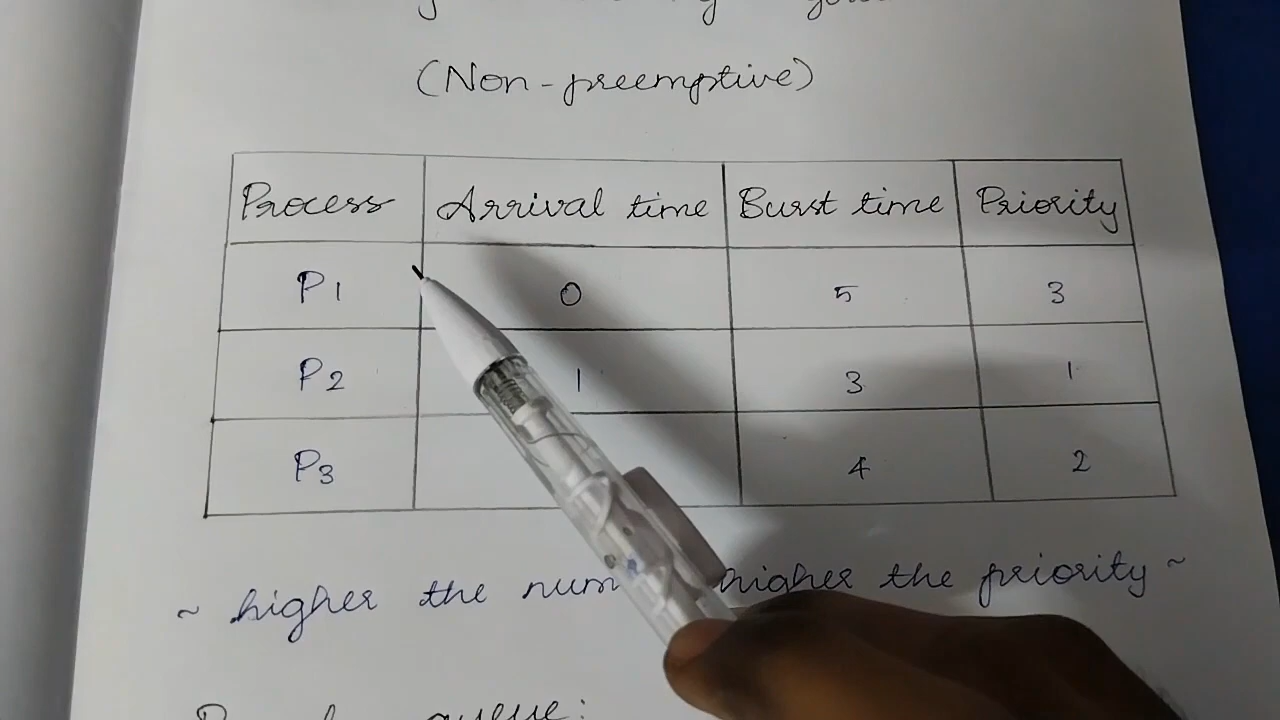 (Non-preemptive)
Process Arrival time Burst time Priority
P1 0 5 3
P2 1 3 1
P3 4 2
~ higher the higher the priority ~
queue: